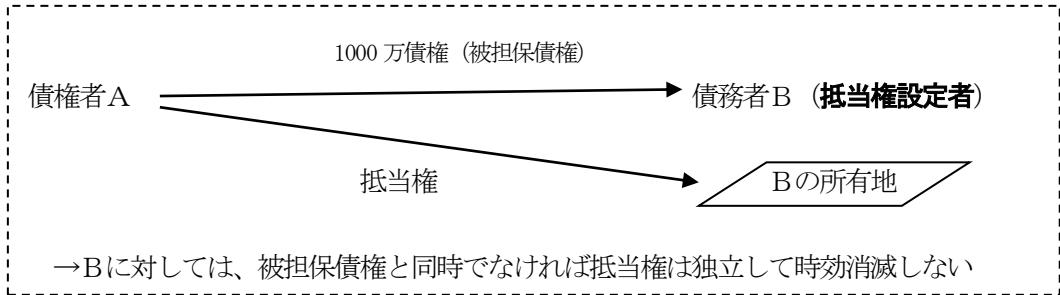 1000 万債権（被担保債権）
債権者Ａ
債務者Ｂ（抵当権設定者）
抵当権
Ｂの所有地
→Ｂに対しては、被担保債権と同時でなければ抵当権は独立して時効消滅しない